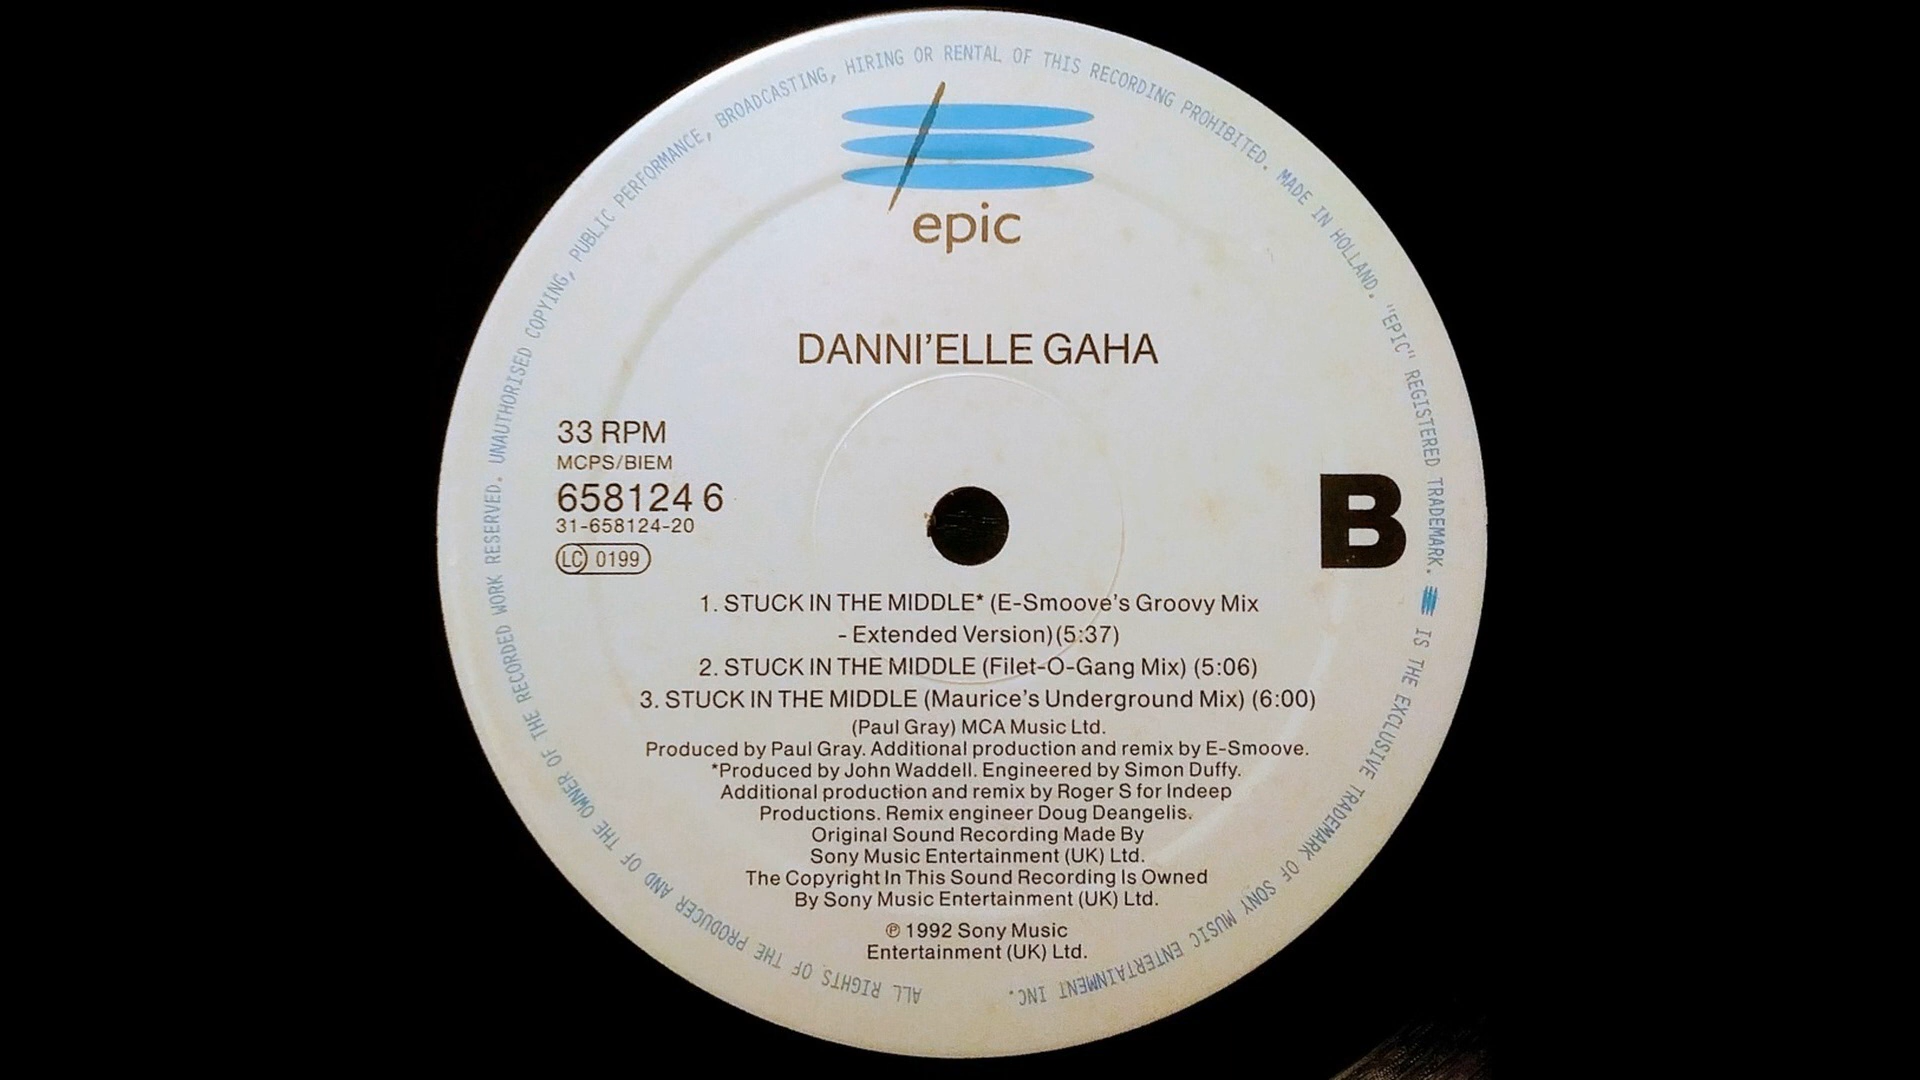 ALL RIGHTS OF THE PRODUCER AND OF THE OWNER OF THE RECORDED WORK RESERVED. UNAUTHORISED COPYING, PUBLIC PERFORMANCE, BROADCASTING, HIRING OR RENTAL OF THIS RECORDING PROHIBITED. MADE IN HOLLAND. "EPIC" REGISTERED TRADEMARK. IS THE EXCLUSIVE TRADEMARK OF SONY MUSIC ENTERTAINMENT INC.
epic
DANNI'ELLE GAHA
33 RPM
MCPS/BIEM
658124 6
31-658124-20
LC 0199
B
1. STUCK IN THE MIDDLE* (E-Smoove's Groovy Mix
- Extended Version) (5:37)
2. STUCK IN THE MIDDLE (Filet-O-Gang Mix) (5:06)
3. STUCK IN THE MIDDLE (Maurice's Underground Mix) (6:00)
(Paul Gray) MCA Music Ltd.
Produced by Paul Gray. Additional production and remix by E-Smoove.
*Produced by John Waddell. Engineered by Simon Duffy.
Additional production and remix by Roger S for Indeep
Productions. Remix engineer Doug Deangelis.
Original Sound Recording Made By
Sony Music Entertainment (UK) Ltd.
The Copyright In This Sound Recording Is Owned
By Sony Music Entertainment (UK) Ltd.
℗ 1992 Sony Music
Entertainment (UK) Ltd.